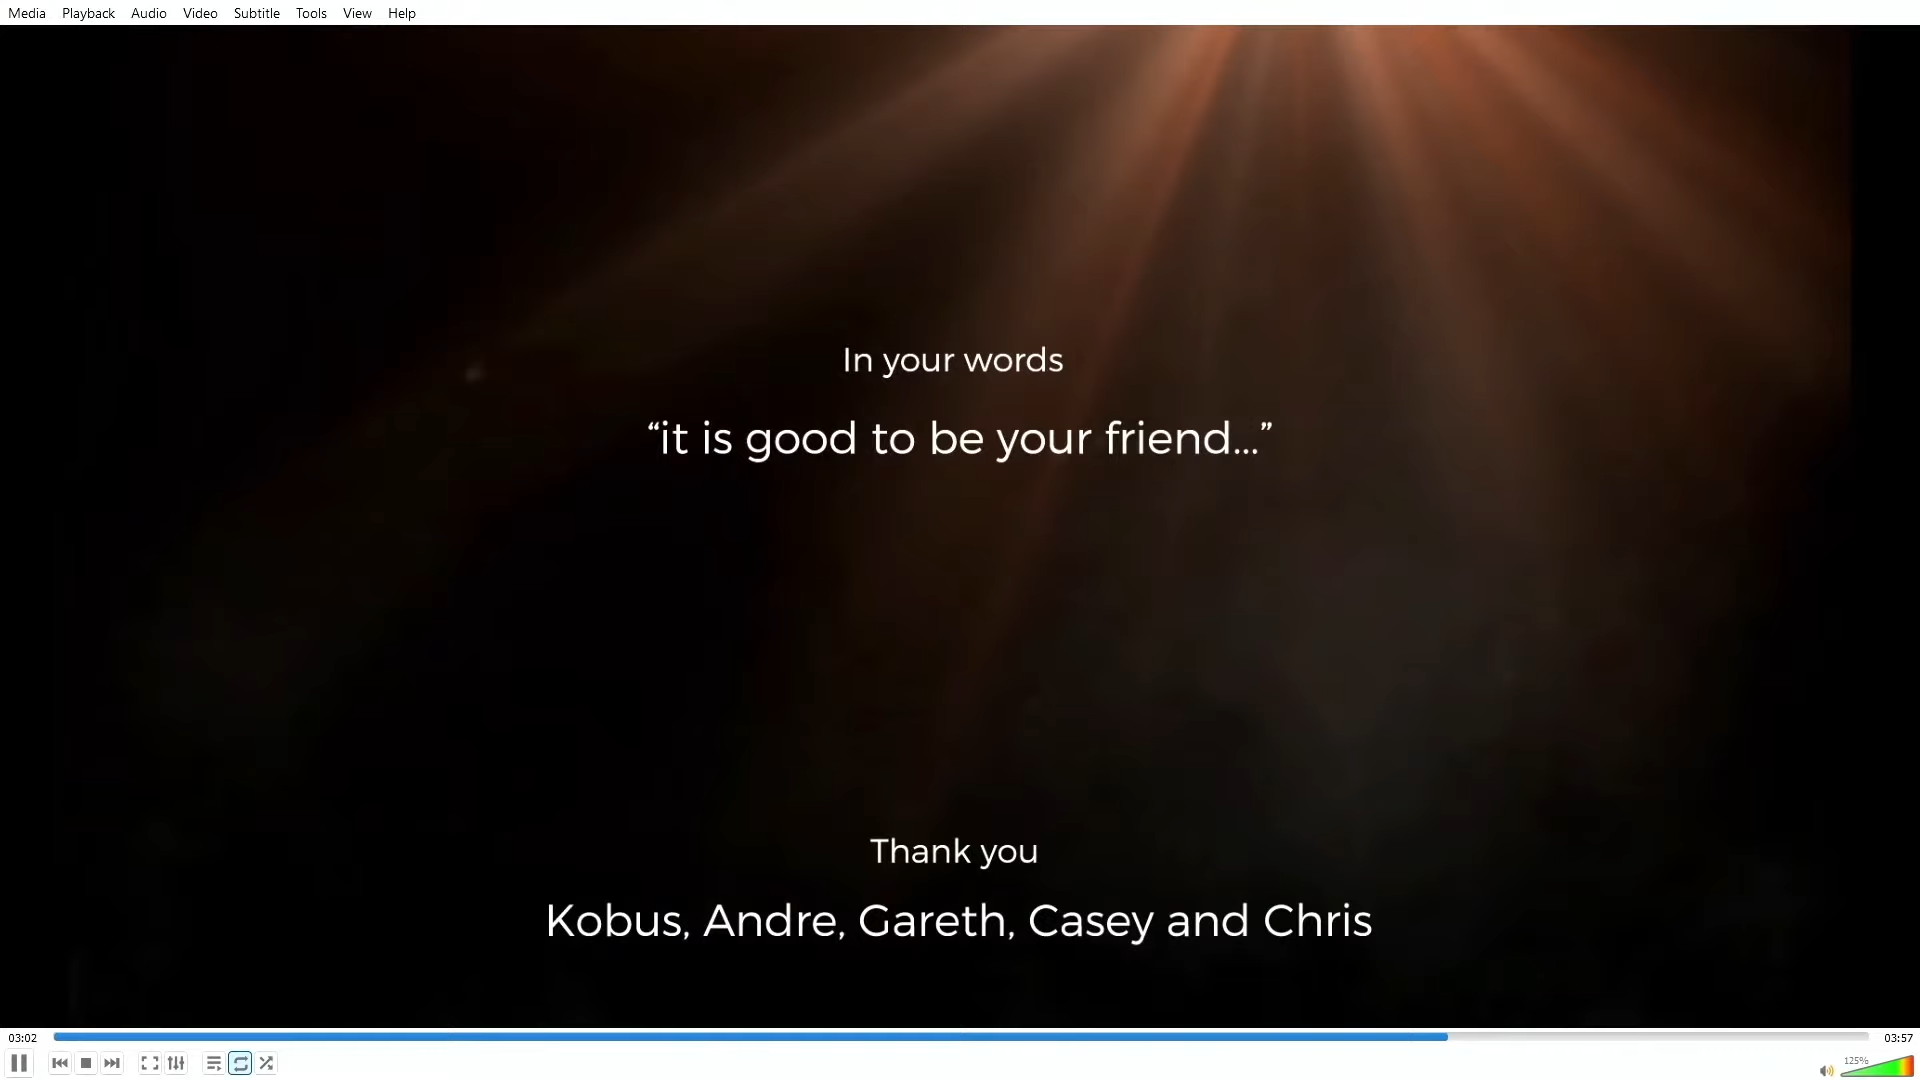 Media Playback Audio Video Subtitle Tools View Help
In your words
“it is good to be your friend...”
Thank you
Kobus, Andre, Gareth, Casey and Chris
03:02 03:57
125%